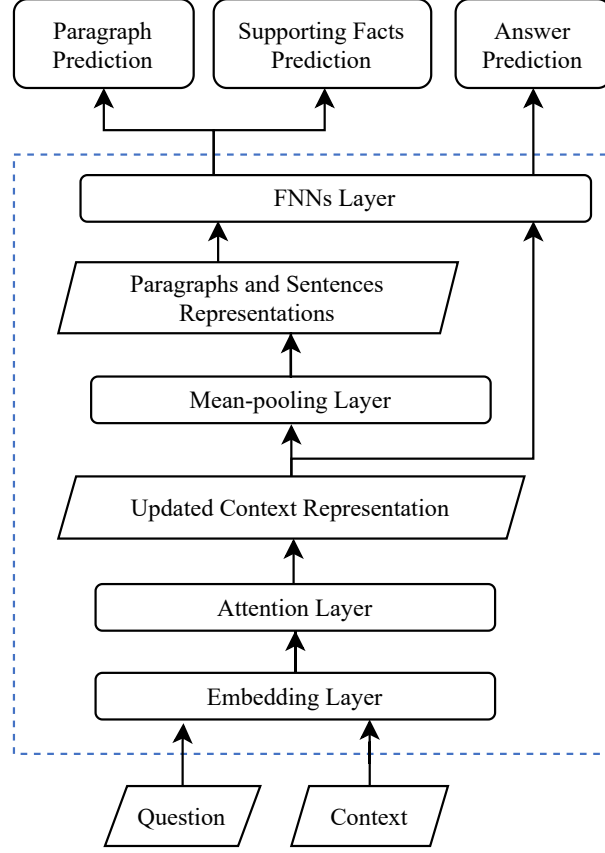 Paragraph
Prediction
Supporting Facts
Prediction
Answer
Prediction
FNNs Layer
Paragraphs and Sentences
Representations
Mean-pooling Layer
Updated Context Representation
Attention Layer
Embedding Layer
Question
Context